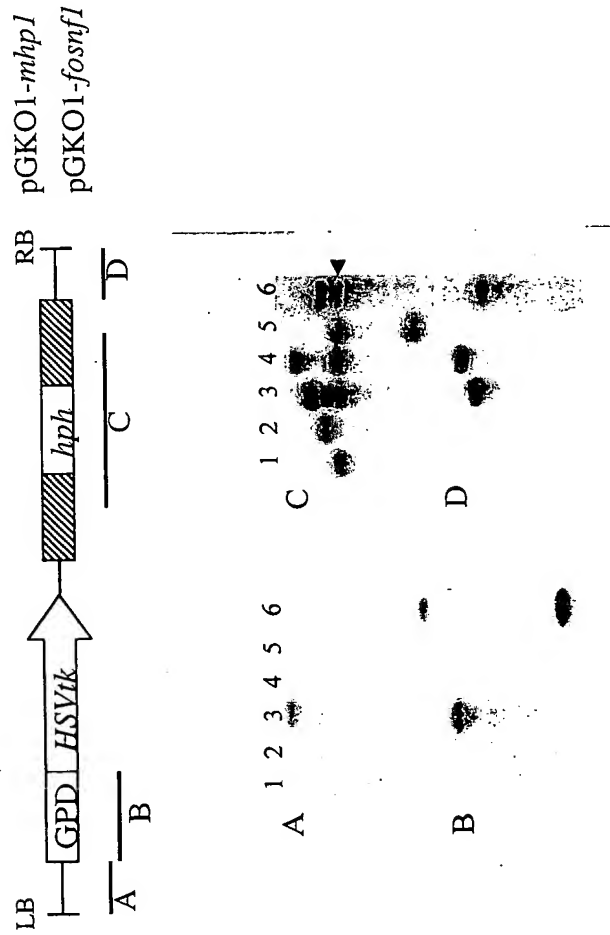 pGKO1-mhp1
pGKO1-fosnf1
LB
RB
GPD
HSVtk
hph
A
B
C
D
1 2 3 4 5 6
A
B
1 2 3 4 5 6
C
D